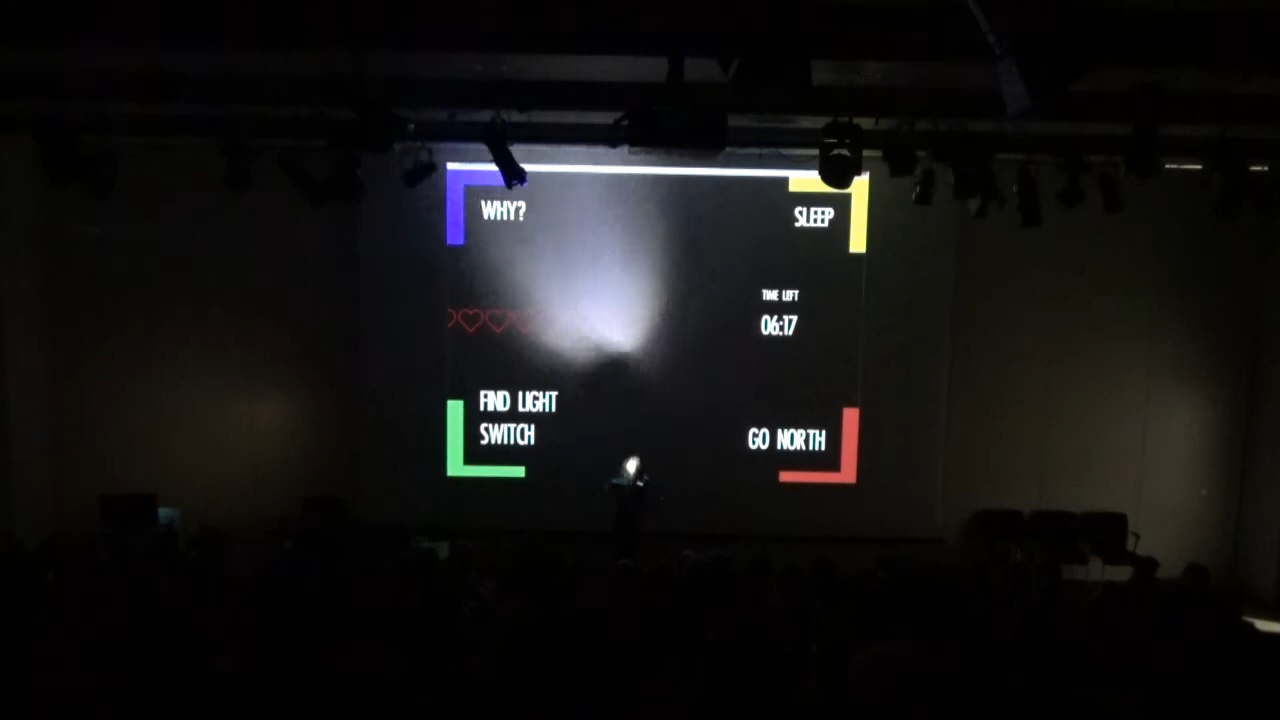 WHY?
SLEEP
TIME LEFT
06:17
FIND LIGHT
SWITCH
GO NORTH